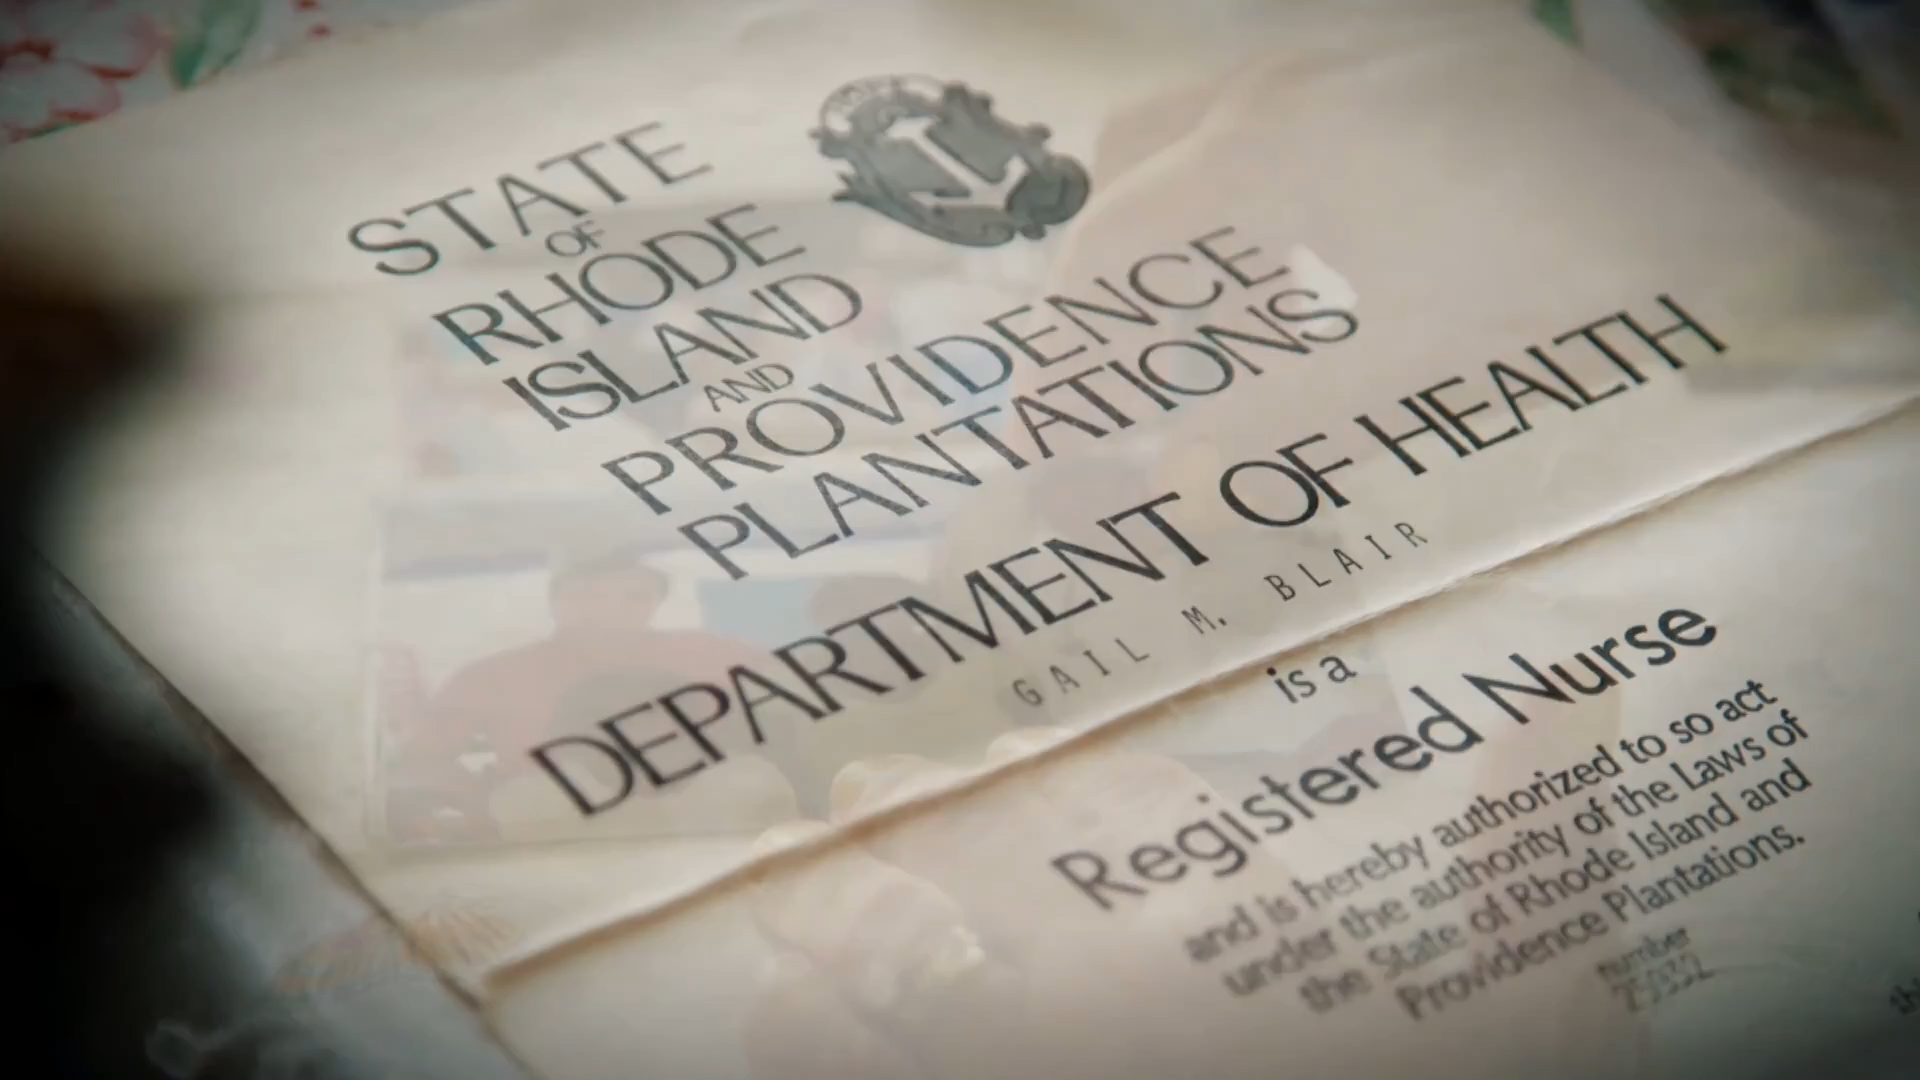 STATE
OF
RHODE
ISLAND
AND
PROVIDENCE
PLANTATIONS
DEPARTMENT OF HEALTH
GAIL M. BLAIR
is a
Registered Nurse
and is hereby authorized to so act
under the authority of the Laws of
the State of Rhode Island and
Providence Plantations.
number